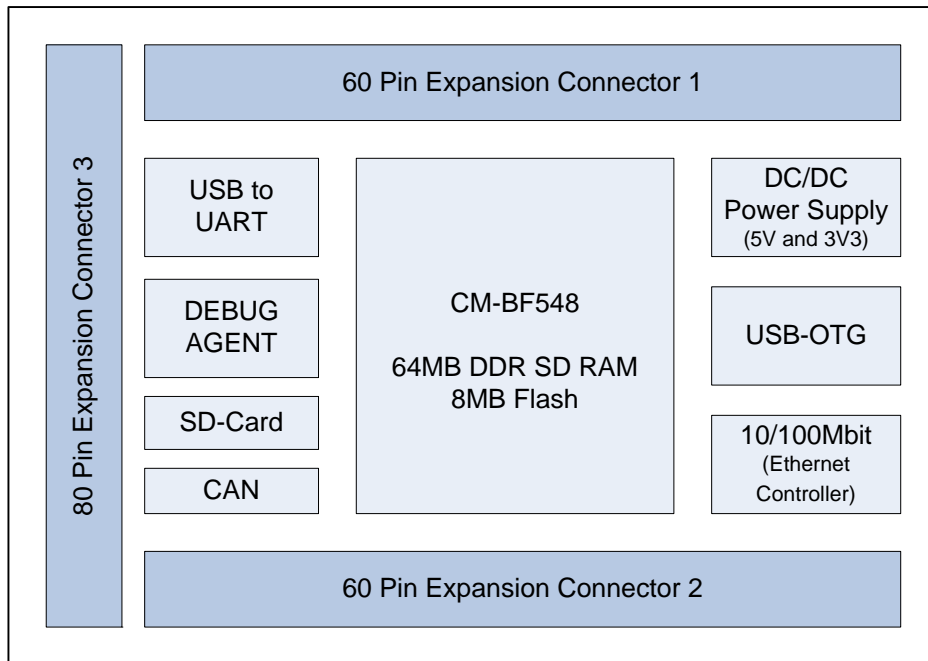 60 Pin Expansion Connector 1
80 Pin Expansion Connector 3
USB to
UART
DEBUG
AGENT
SD-Card
CAN
CM-BF548
64MB DDR SD RAM
8MB Flash
DC/DC
Power Supply
(5V and 3V3)
USB-OTG
10/100Mbit
(Ethernet
Controller)
60 Pin Expansion Connector 2